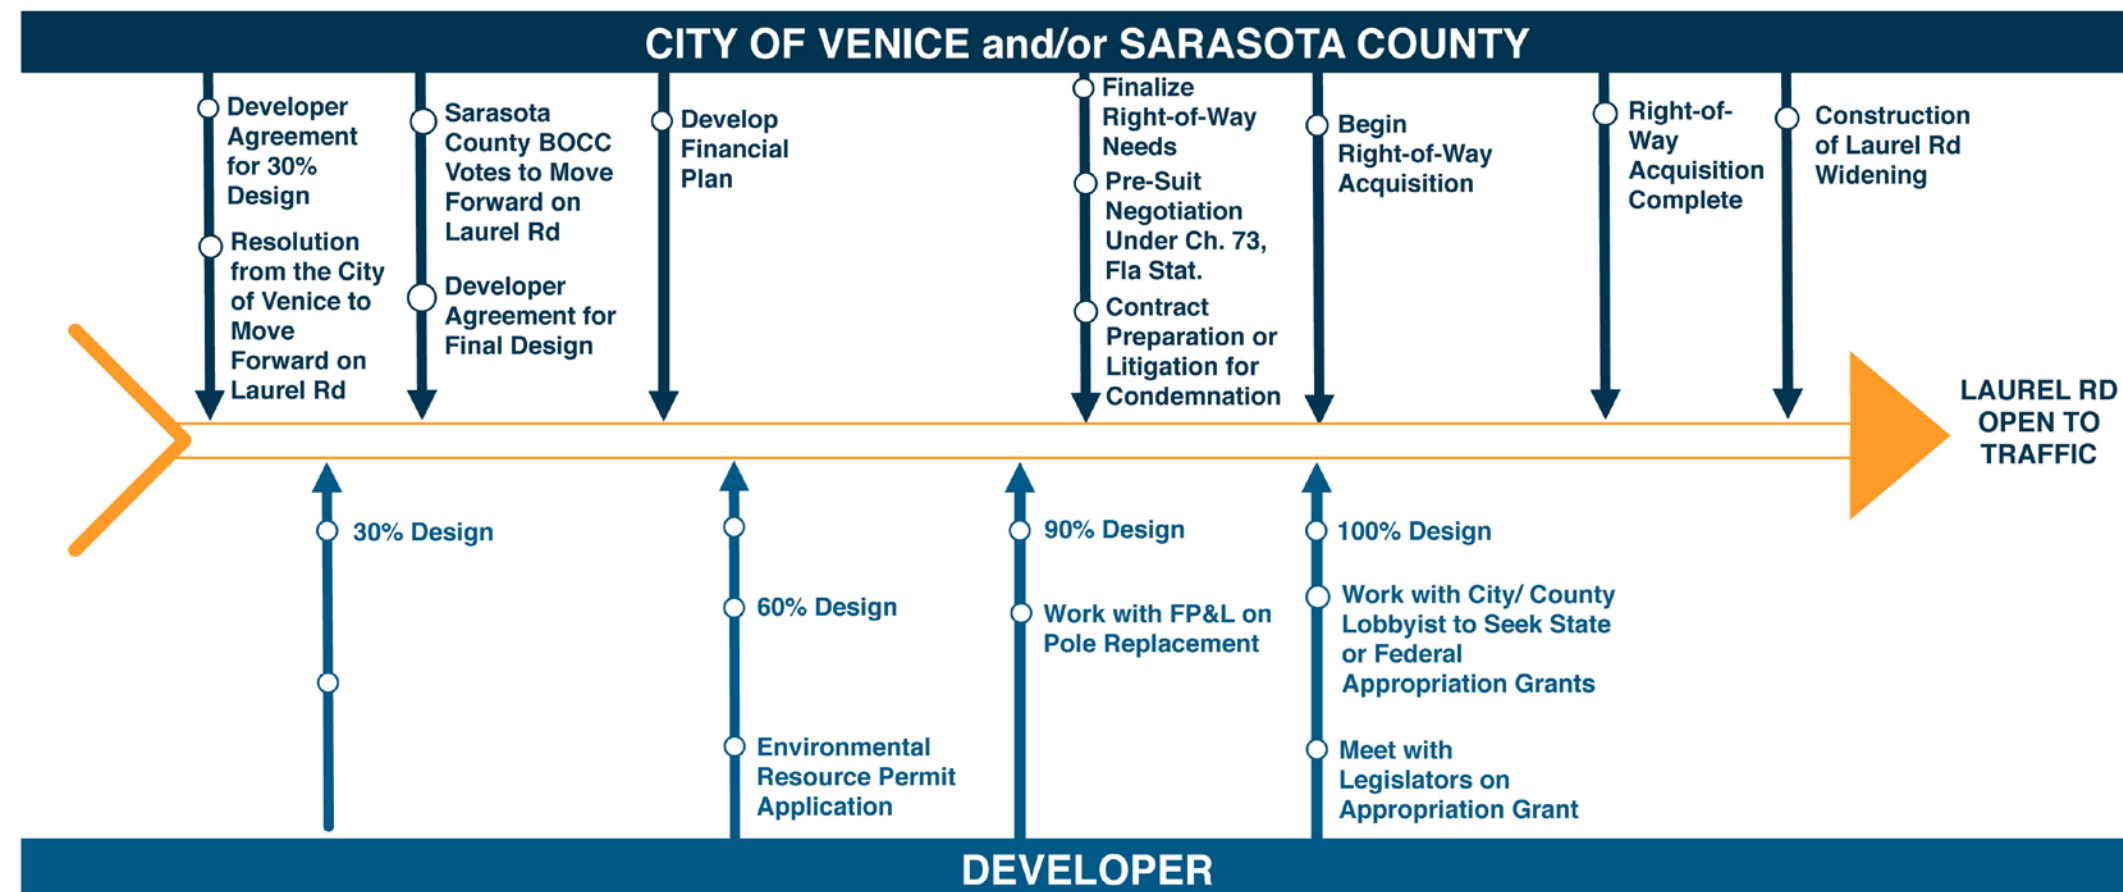 CITY OF VENICE and/or SARASOTA COUNTY
Developer
Agreement
for 30%
Design
Resolution
from the City
of Venice to
Move
Forward on
Laurel Rd
Sarasota
County BOCC
Votes to Move
Forward on
Laurel Rd
Developer
Agreement for
Final Design
Develop
Financial
Plan
Finalize
Right-of-Way
Needs
Pre-Suit
Negotiation
Under Ch. 73,
Fla Stat.
Contract
Preparation or
Litigation for
Condemnation
Begin
Right-of-Way
Acquisition
Right-of-
Way
Acquisition
Complete
Construction
of Laurel Rd
Widening
LAUREL RD
OPEN TO
TRAFFIC
30% Design
60% Design
Environmental
Resource Permit
Application
90% Design
Work with FP&L on
Pole Replacement
100% Design
Work with City/ County
Lobbyist to Seek State
or Federal
Appropriation Grants
Meet with
Legislators on
Appropriation Grant
DEVELOPER